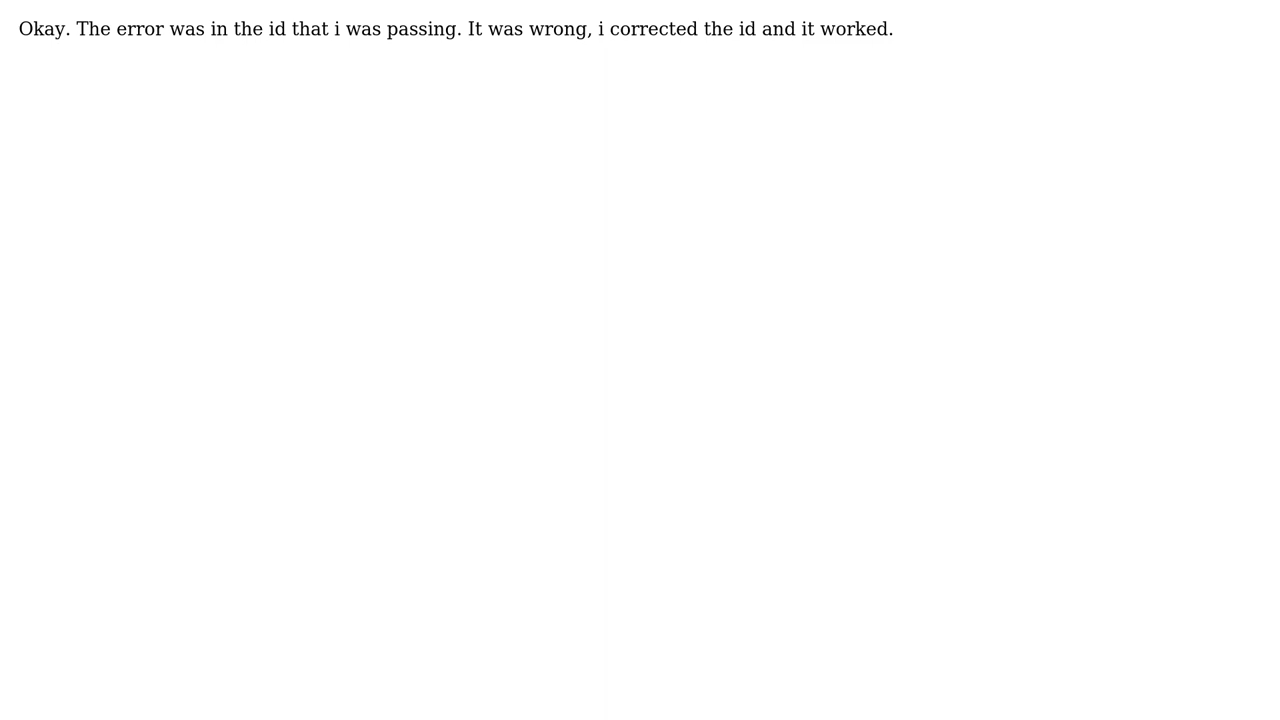 Okay. The error was in the id that i was passing. It was wrong, i corrected the id and it worked.